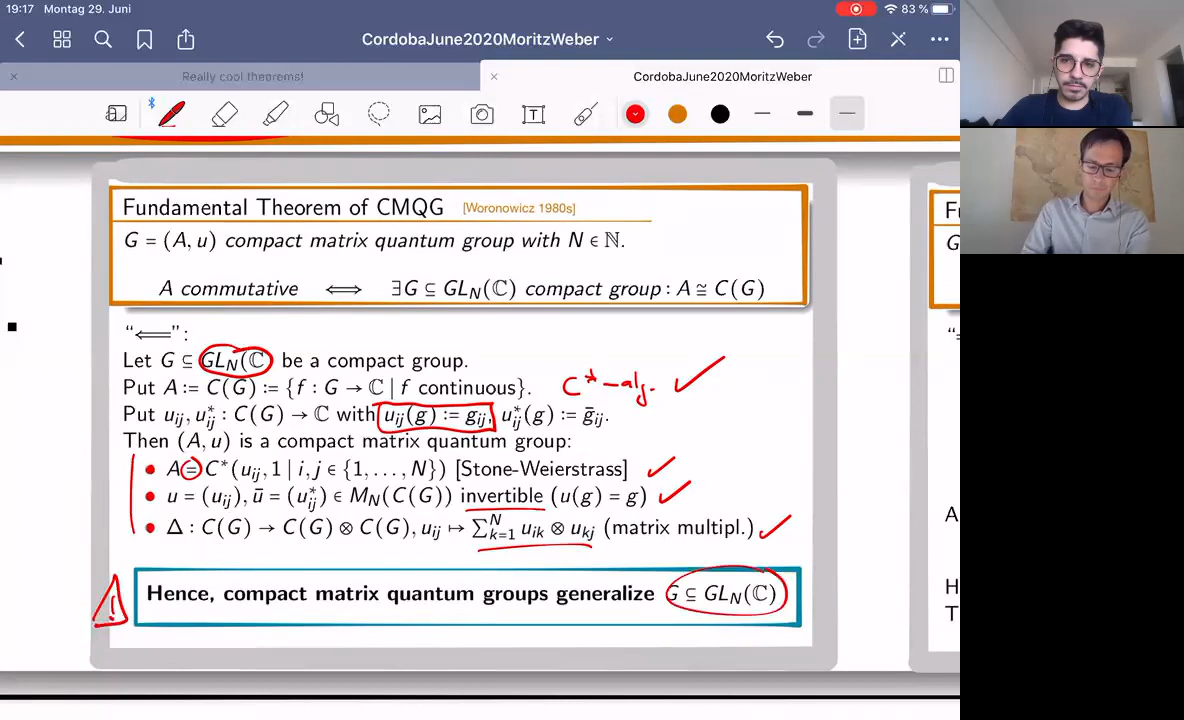 19:17 Montag 29. Juni
83 %
CordobaJune2020MoritzWeber
Really cool theorems!
CordobaJune2020MoritzWeber
T
Fundamental Theorem of CMQG [Woronowicz 1980s]
G = (A, u) compact matrix quantum group with N ∈ ℕ.
A commutative ⟺ ∃G ⊆ GL_N(ℂ) compact group : A ≅ C(G)
“⟸”:
Let G ⊆ GL_N(ℂ be a compact group.
Put A := C(G) := {f : G → ℂ | f continuous}. C*-alg.
Put u_ij, u*_ij : C(G) → ℂ with u_ij(g) := g_ij, u*_ij(g) := ḡ_ij.
Then (A, u) is a compact matrix quantum group:
• A = C*(u_ij, 1 | i, j ∈ {1, . . . , N}) [Stone-Weierstrass]
• u = (u_ij), ū = (u*_ij) ∈ M_N(C(G)) invertible (u(g) = g)
• Δ : C(G) → C(G) ⊗ C(G), u_ij ↦ ∑_{k=1}^N u_ik ⊗ u_kj (matrix multipl.)
! Hence, compact matrix quantum groups generalize G ⊆ GL_N(ℂ)
F
G
A
H
T